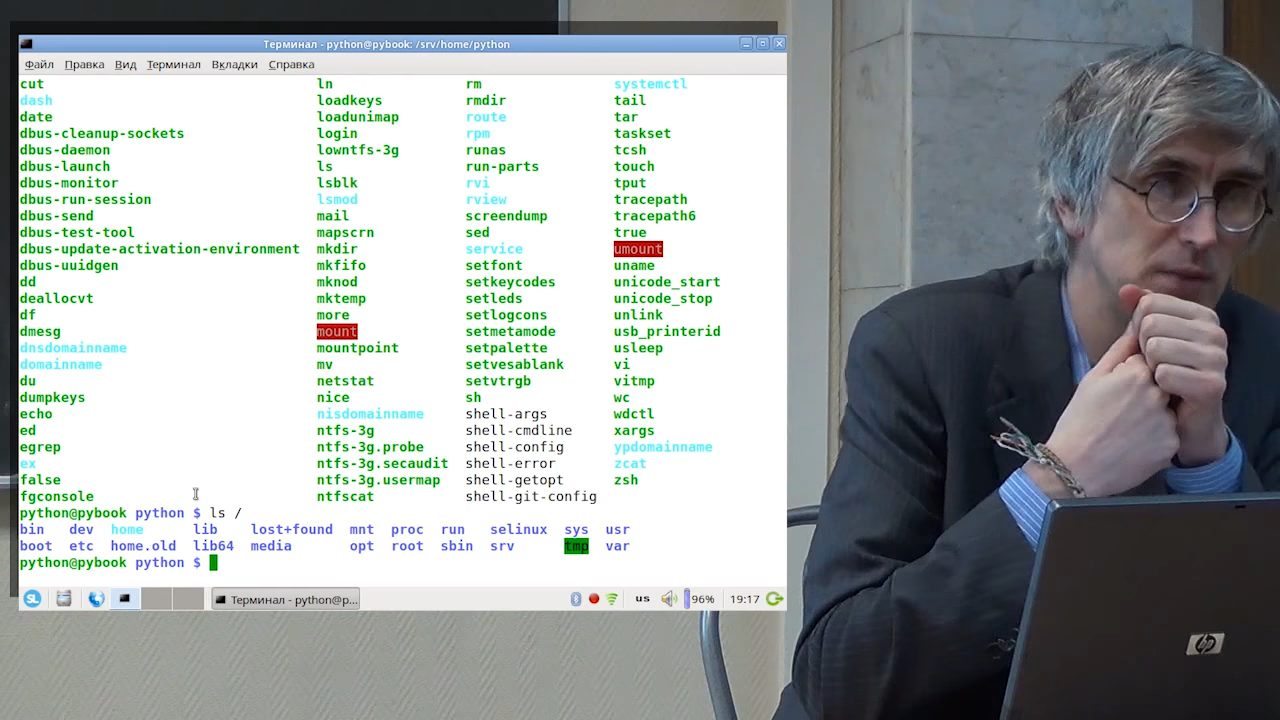 Терминал - python@pybook: /srv/home/python
Файл Правка Вид Терминал Вкладки Справка
cut ln rm systemctl
dash loadkeys rmdir tail
date loadunimap route tar
dbus-cleanup-sockets login rpm taskset
dbus-daemon lowntfs-3g runas tcsh
dbus-launch ls run-parts touch
dbus-monitor lsblk rvi tput
dbus-run-session lsmod rview tracepath
dbus-send mail screendump tracepath6
dbus-test-tool mapscrn sed true
dbus-update-activation-environment mkdir service umount
dbus-uuidgen mkfifo setfont uname
dd mknod setkeycodes unicode_start
deallocvt mktemp setleds unicode_stop
df more setlogcons unlink
dmesg mount setmetamode usb_printerid
dnsdomainname mountpoint setpalette usleep
domainname mv setvesablank vi
du netstat setvtrgb vitmp
dumpkeys nice sh wc
echo nisdomainname shell-args wdctl
ed ntfs-3g shell-cmdline xargs
egrep ntfs-3g.probe shell-config ypdomainname
ex ntfs-3g.secaudit shell-error zcat
false ntfs-3g.usermap shell-getopt zsh
fgconsole ntfscat shell-git-config
python@pybook python $ ls /
bin dev home lib lost+found mnt proc run selinux sys usr
boot etc home.old lib64 media opt root sbin srv tmp var
python@pybook python $
SL Терминал - python@p... us 96% 19:17
hp